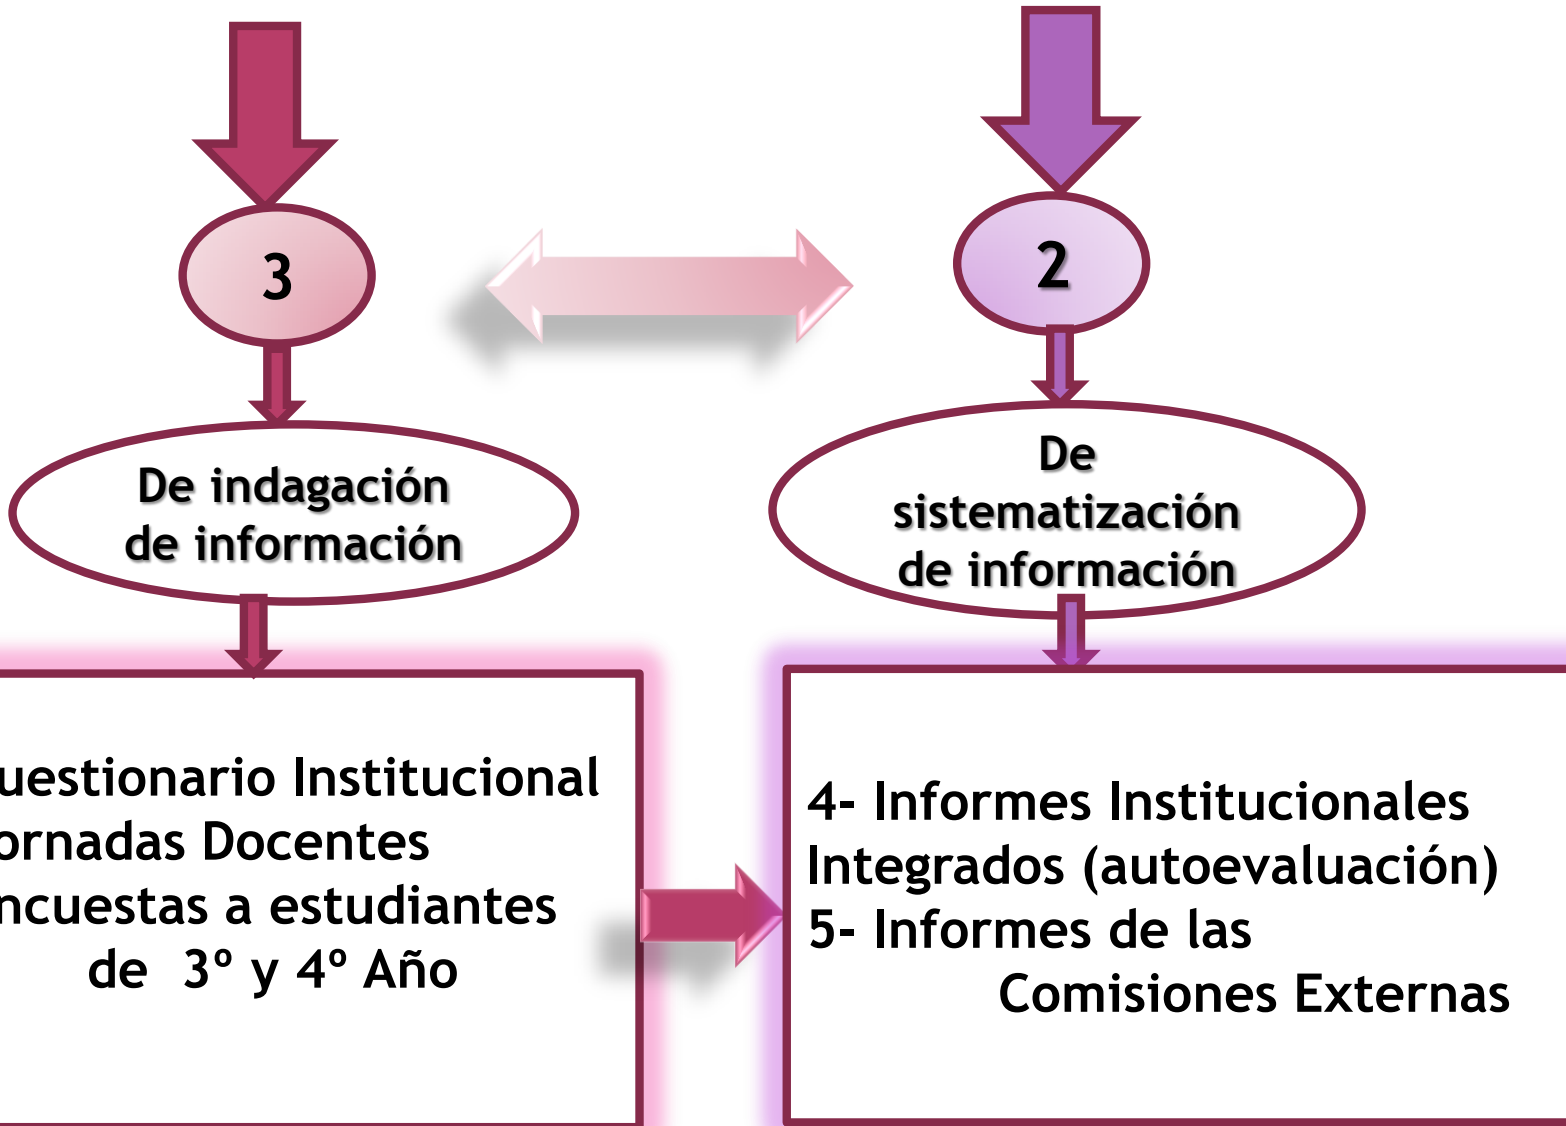 3
2
De indagación
de información
De
sistematización
de información
uestionario Institucional
ornadas Docentes
ncuestas a estudiantes
de 3º y 4º Año
4- Informes Institucionales
Integrados (autoevaluación)
5- Informes de las
Comisiones Externas